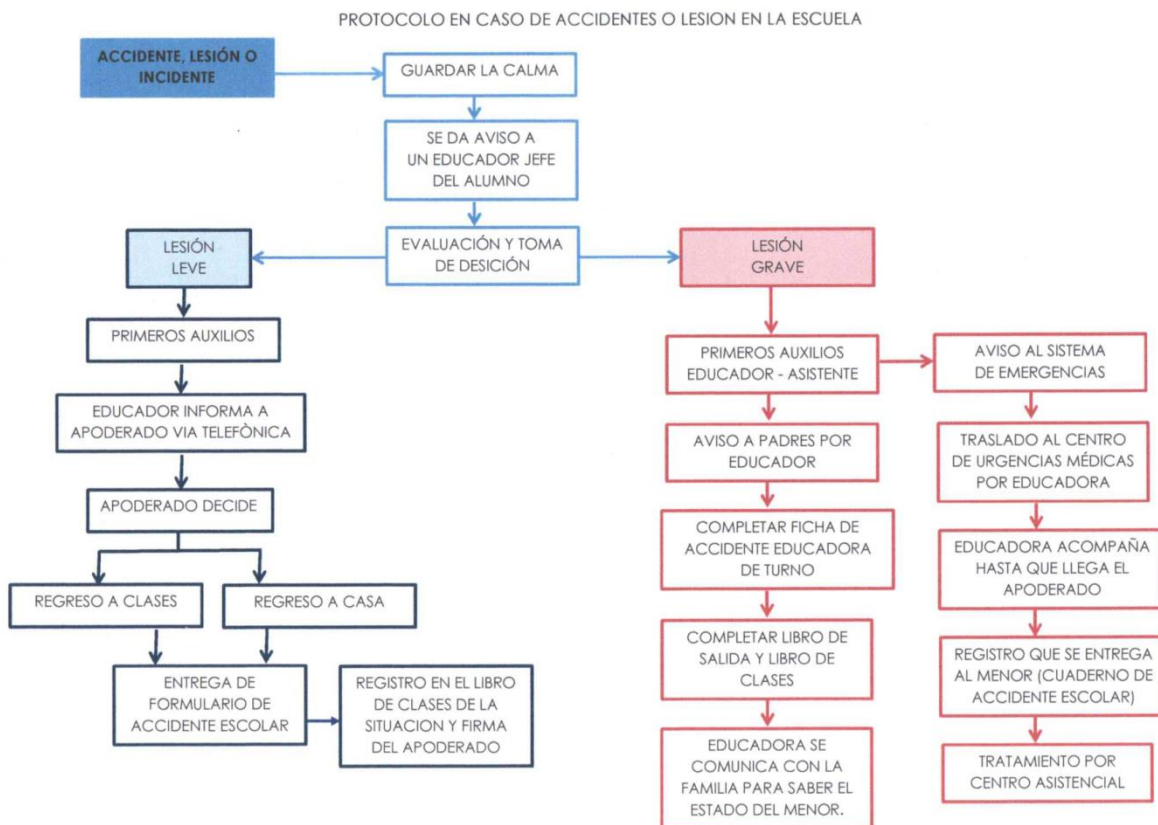 PROTOCOLO EN CASO DE ACCIDENTES O LESION EN LA ESCUELA
ACCIDENTE, LESIÓN O
INCIDENTE
GUARDAR LA CALMA
SE DA AVISO A
UN EDUCADOR JEFE
DEL ALUMNO
EVALUACIÓN Y TOMA
DE DESICIÓN
LESIÓN
LEVE
PRIMEROS AUXILIOS
EDUCADOR INFORMA A
APODERADO VIA TELEFÒNICA
APODERADO DECIDE
REGRESO A CLASES
REGRESO A CASA
ENTREGA DE
FORMULARIO DE
ACCIDENTE ESCOLAR
REGISTRO EN EL LIBRO
DE CLASES DE LA
SITUACION Y FIRMA
DEL APODERADO
LESIÓN
GRAVE
PRIMEROS AUXILIOS
EDUCADOR - ASISTENTE
AVISO A PADRES POR
EDUCADOR
COMPLETAR FICHA DE
ACCIDENTE EDUCADORA
DE TURNO
COMPLETAR LIBRO DE
SALIDA Y LIBRO DE
CLASES
EDUCADORA SE
COMUNICA CON LA
FAMILIA PARA SABER EL
ESTADO DEL MENOR.
AVISO AL SISTEMA
DE EMERGENCIAS
TRASLADO AL CENTRO
DE URGENCIAS MÉDICAS
POR EDUCADORA
EDUCADORA ACOMPAÑA
HASTA QUE LLEGA EL
APODERADO
REGISTRO QUE SE ENTREGA
AL MENOR (CUADERNO DE
ACCIDENTE ESCOLAR)
TRATAMIENTO POR
CENTRO ASISTENCIAL